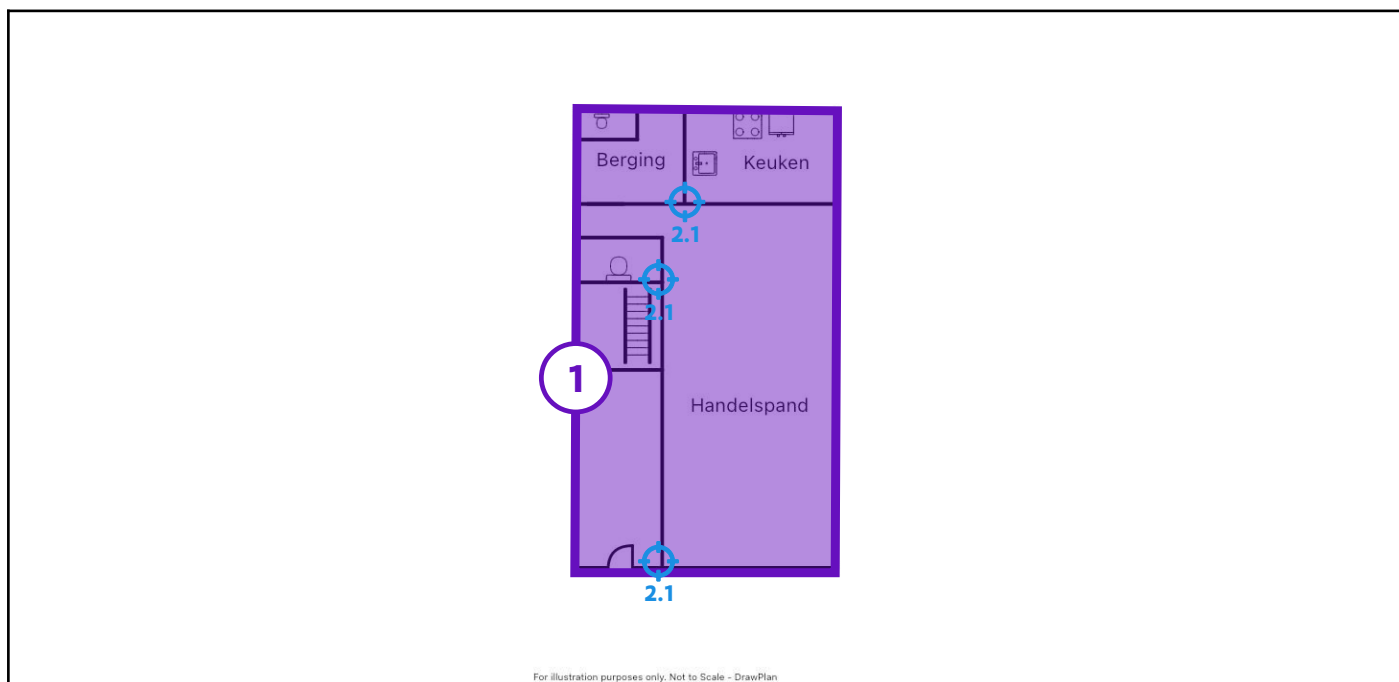 Berging
Keuken
2.1
2.1
1
Handelspand
2.1
For illustration purposes only. Not to Scale - DrawPlan